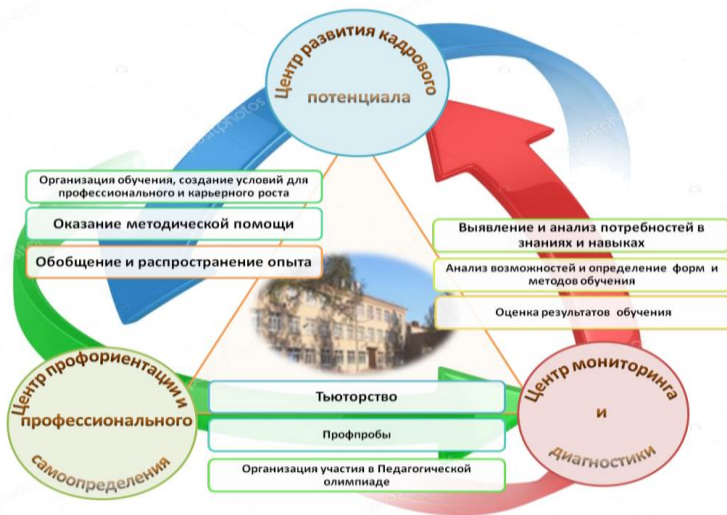 Центр развития кадрового
потенциала
Организация обучения, создание условий для
профессионального и карьерного роста
Оказание методической помощи
Обобщение и распространение опыта
Выявление и анализ потребностей в
знаниях и навыках
Анализ возможностей и определение форм и
методов обучения
Оценка результатов обучения
Центр профориентации и
профессионального
самоопределения
Тьюторство
Профпробы
Организация участия в Педагогической
олимпиаде
Центр мониторинга
и
диагностики